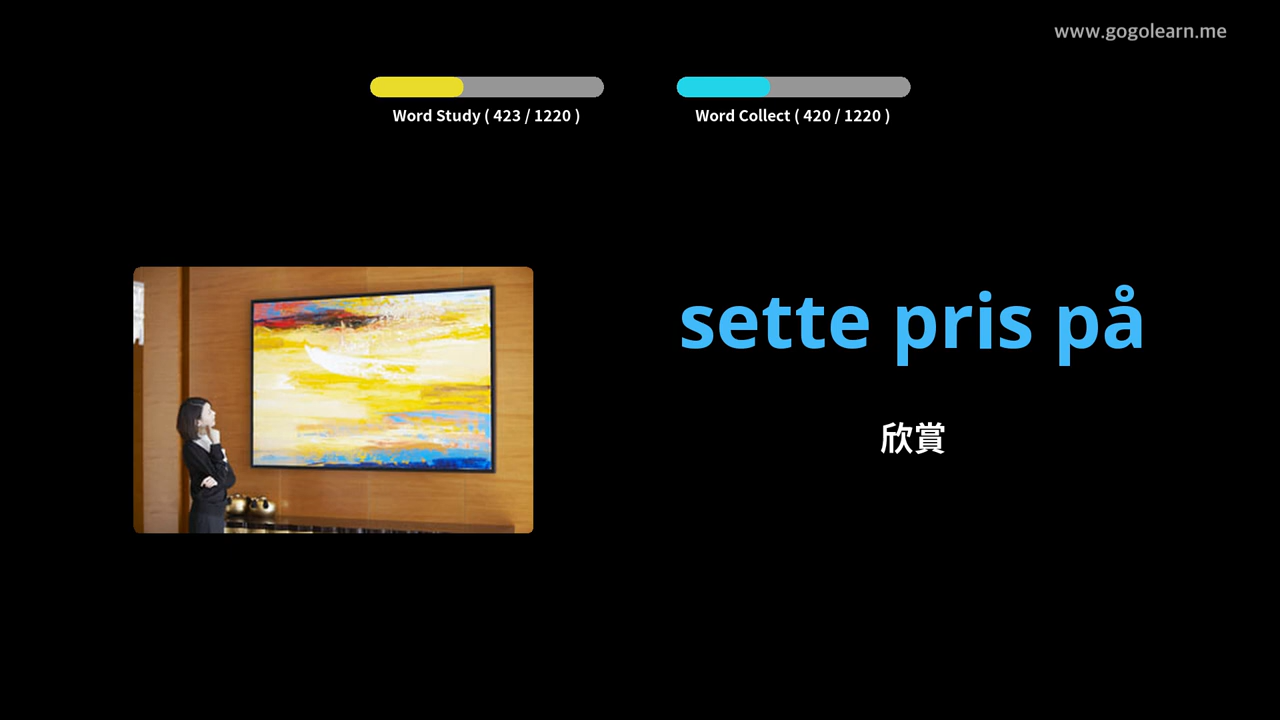 www.gogolearn.me
Word Study ( 423 / 1220 )
Word Collect ( 420 / 1220 )
sette pris på
欣賞